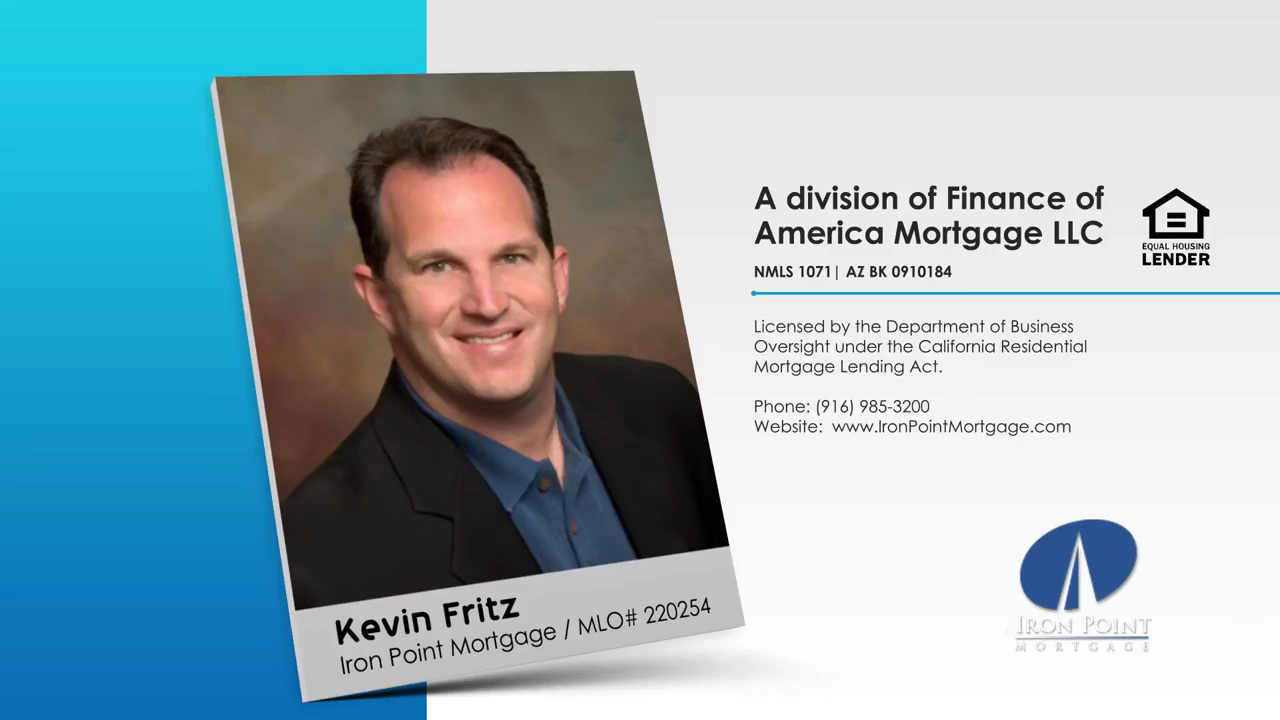 A division of Finance of
America Mortgage LLC
NMLS 1071| AZ BK 0910184
EQUAL HOUSING
LENDER
Licensed by the Department of Business
Oversight under the California Residential
Mortgage Lending Act.
Phone: (916) 985-3200
Website: www.IronPointMortgage.com
Kevin Fritz
Iron Point Mortgage / MLO# 220254
IRON POINT
MORTGAGE